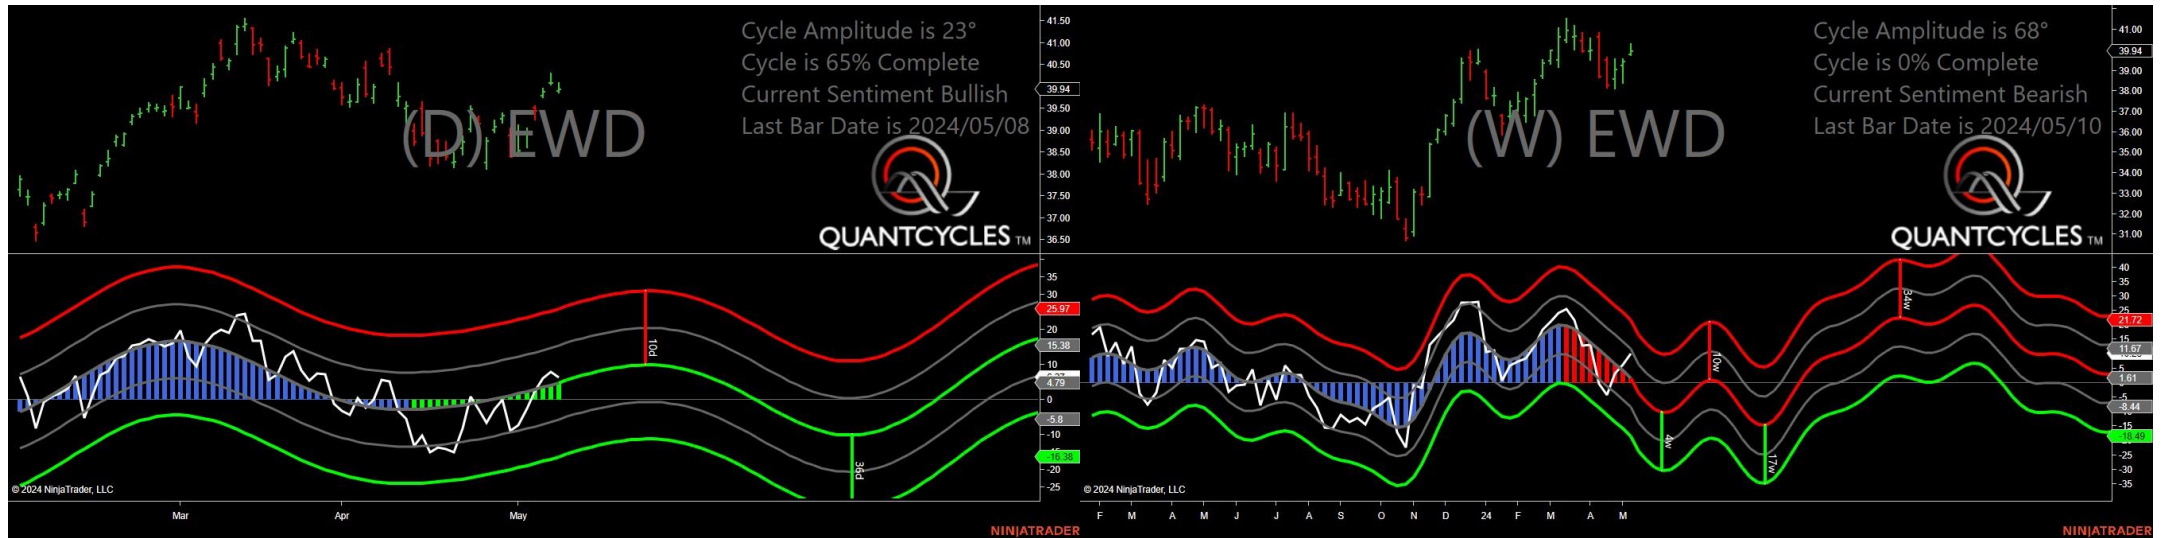 Cycle Amplitude is 23°
Cycle is 65% Complete
Current Sentiment Bullish
Last Bar Date is 2024/05/08
(D) EWD
QUANTCYCLES TM
41.50
41.00
40.50
39.94
39.50
39.00
38.50
38.00
37.50
37.00
36.50
35
30
25.97
20
15.38
10
4.79
0
-5.8
-10
-16.38
-20
-25
10d
36d
© 2024 NinjaTrader, LLC
Mar
Apr
May
NINJATRADER
Cycle Amplitude is 68°
Cycle is 0% Complete
Current Sentiment Bearish
Last Bar Date is 2024/05/10
(W) EWD
QUANTCYCLES TM
41.00
39.94
39.00
38.00
37.00
36.00
35.00
34.00
33.00
32.00
31.00
40
35
30
25
21.72
15
11.67
5
1.61
-5
-8.44
-15
-18.49
-25
-30
-35
4w
10w
17w
34w
© 2024 NinjaTrader, LLC
F
M
A
M
J
J
A
S
O
N
D
24
F
M
A
M
NINJATRADER